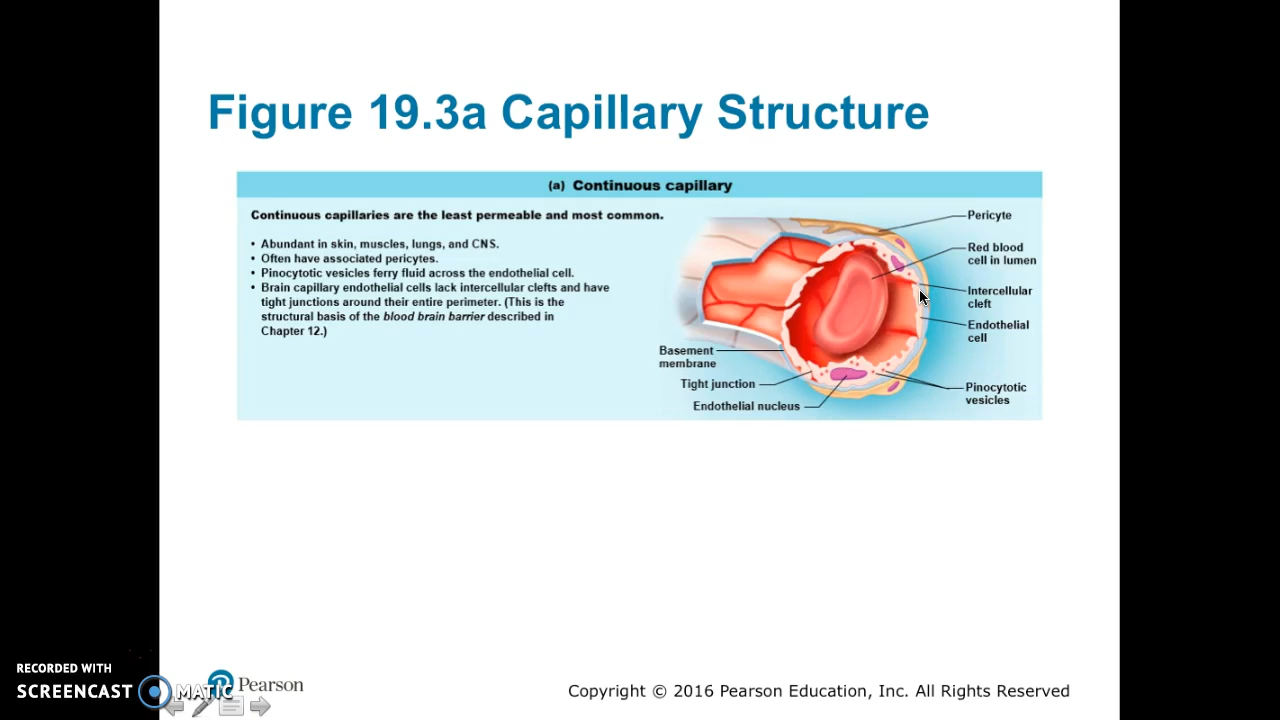 Figure 19.3a Capillary Structure
(a) Continuous capillary
Continuous capillaries are the least permeable and most common.
• Abundant in skin, muscles, lungs, and CNS.
• Often have associated pericytes.
• Pinocytotic vesicles ferry fluid across the endothelial cell.
• Brain capillary endothelial cells lack intercellular clefts and have
tight junctions around their entire perimeter. (This is the
structural basis of the blood brain barrier described in
Chapter 12.)
Pericyte
Red blood
cell in lumen
Intercellular
cleft
Endothelial
cell
Pinocytotic
vesicles
Basement
membrane
Tight junction
Endothelial nucleus
RECORDED WITH
SCREENCAST MATIC
Pearson
Copyright © 2016 Pearson Education, Inc. All Rights Reserved